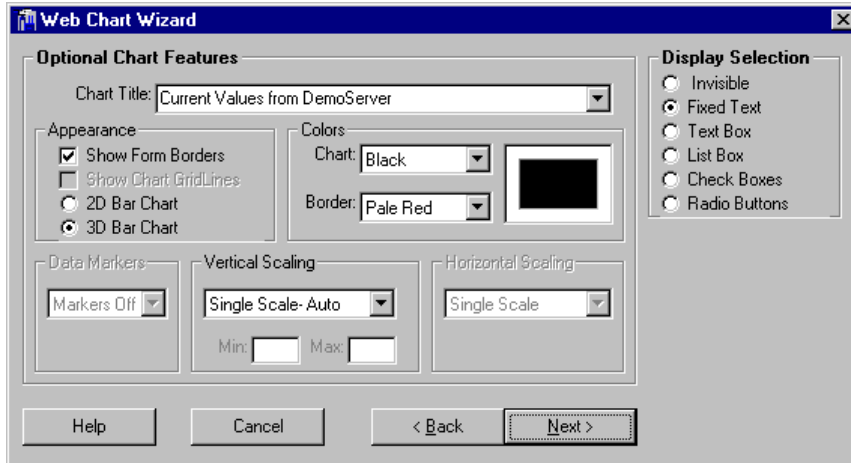 Web Chart Wizard
Optional Chart Features
Chart Title: Current Values from DemoServer
Appearance
Show Form Borders
Show Chart GridLines
2D Bar Chart
3D Bar Chart
Colors
Chart: Black
Border: Pale Red
Data Markers
Markers Off
Vertical Scaling
Single Scale- Auto
Min: Max:
Horizontal Scaling
Single Scale
Display Selection
Invisible
Fixed Text
Text Box
List Box
Check Boxes
Radio Buttons
Help Cancel < Back Next >